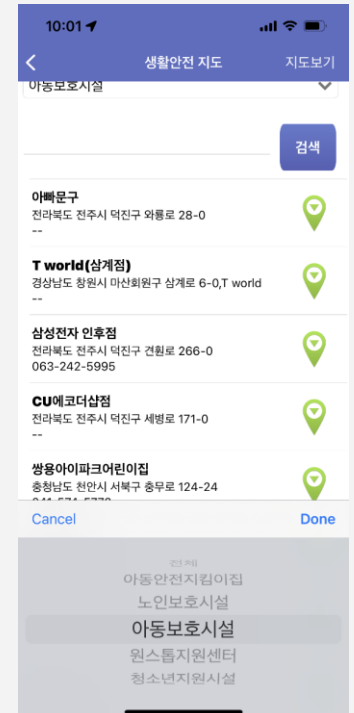 10:01
생활안전 지도
지도보기
아동보호시설
검색
아빠문구
전라북도 전주시 덕진구 와룡로 28-0
--
T world(삼계점)
경상남도 창원시 마산회원구 삼계로 6-0,T world
--
삼성전자 인후점
전라북도 전주시 덕진구 견훤로 266-0
063-242-5995
CU에코더샵점
전라북도 전주시 덕진구 세병로 171-0
--
쌍용아이파크어린이집
충청남도 천안시 서북구 충무로 124-24
Cancel
Done
전체
아동안전지킴이집
노인보호시설
아동보호시설
원스톱지원센터
청소년지원시설